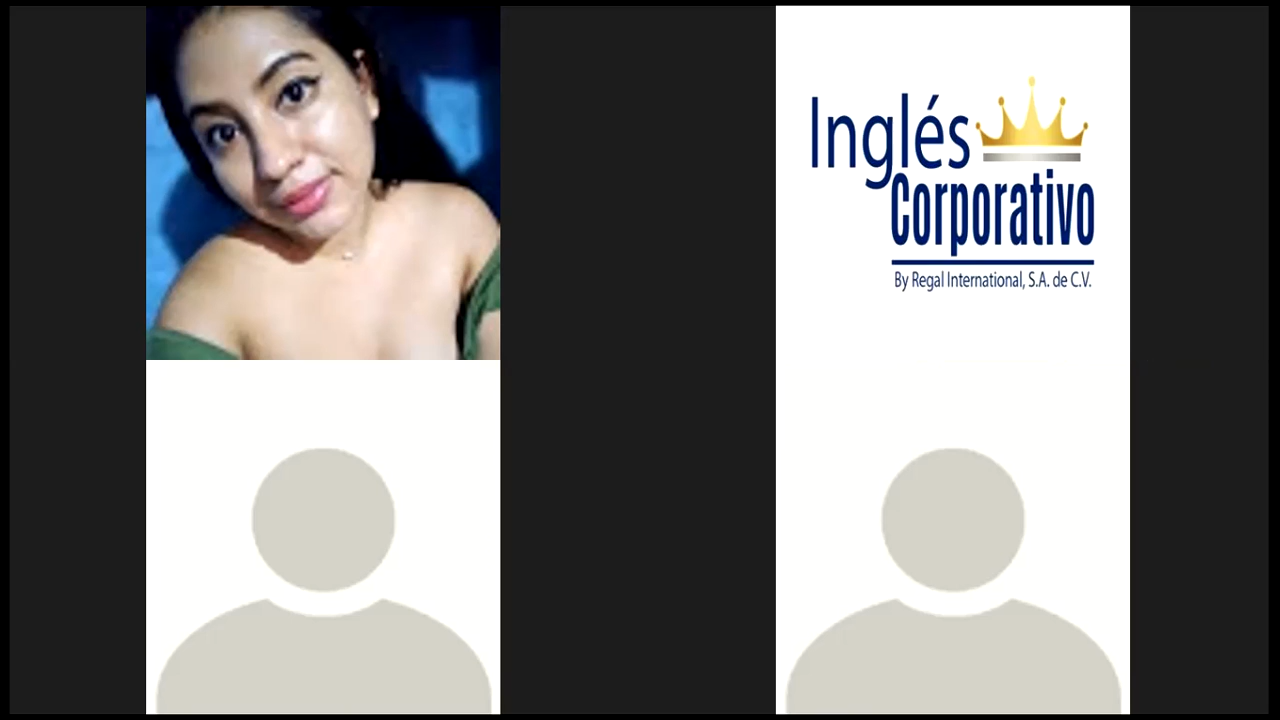 Inglés
Corporativo
By Regal International, S.A. de C.V.